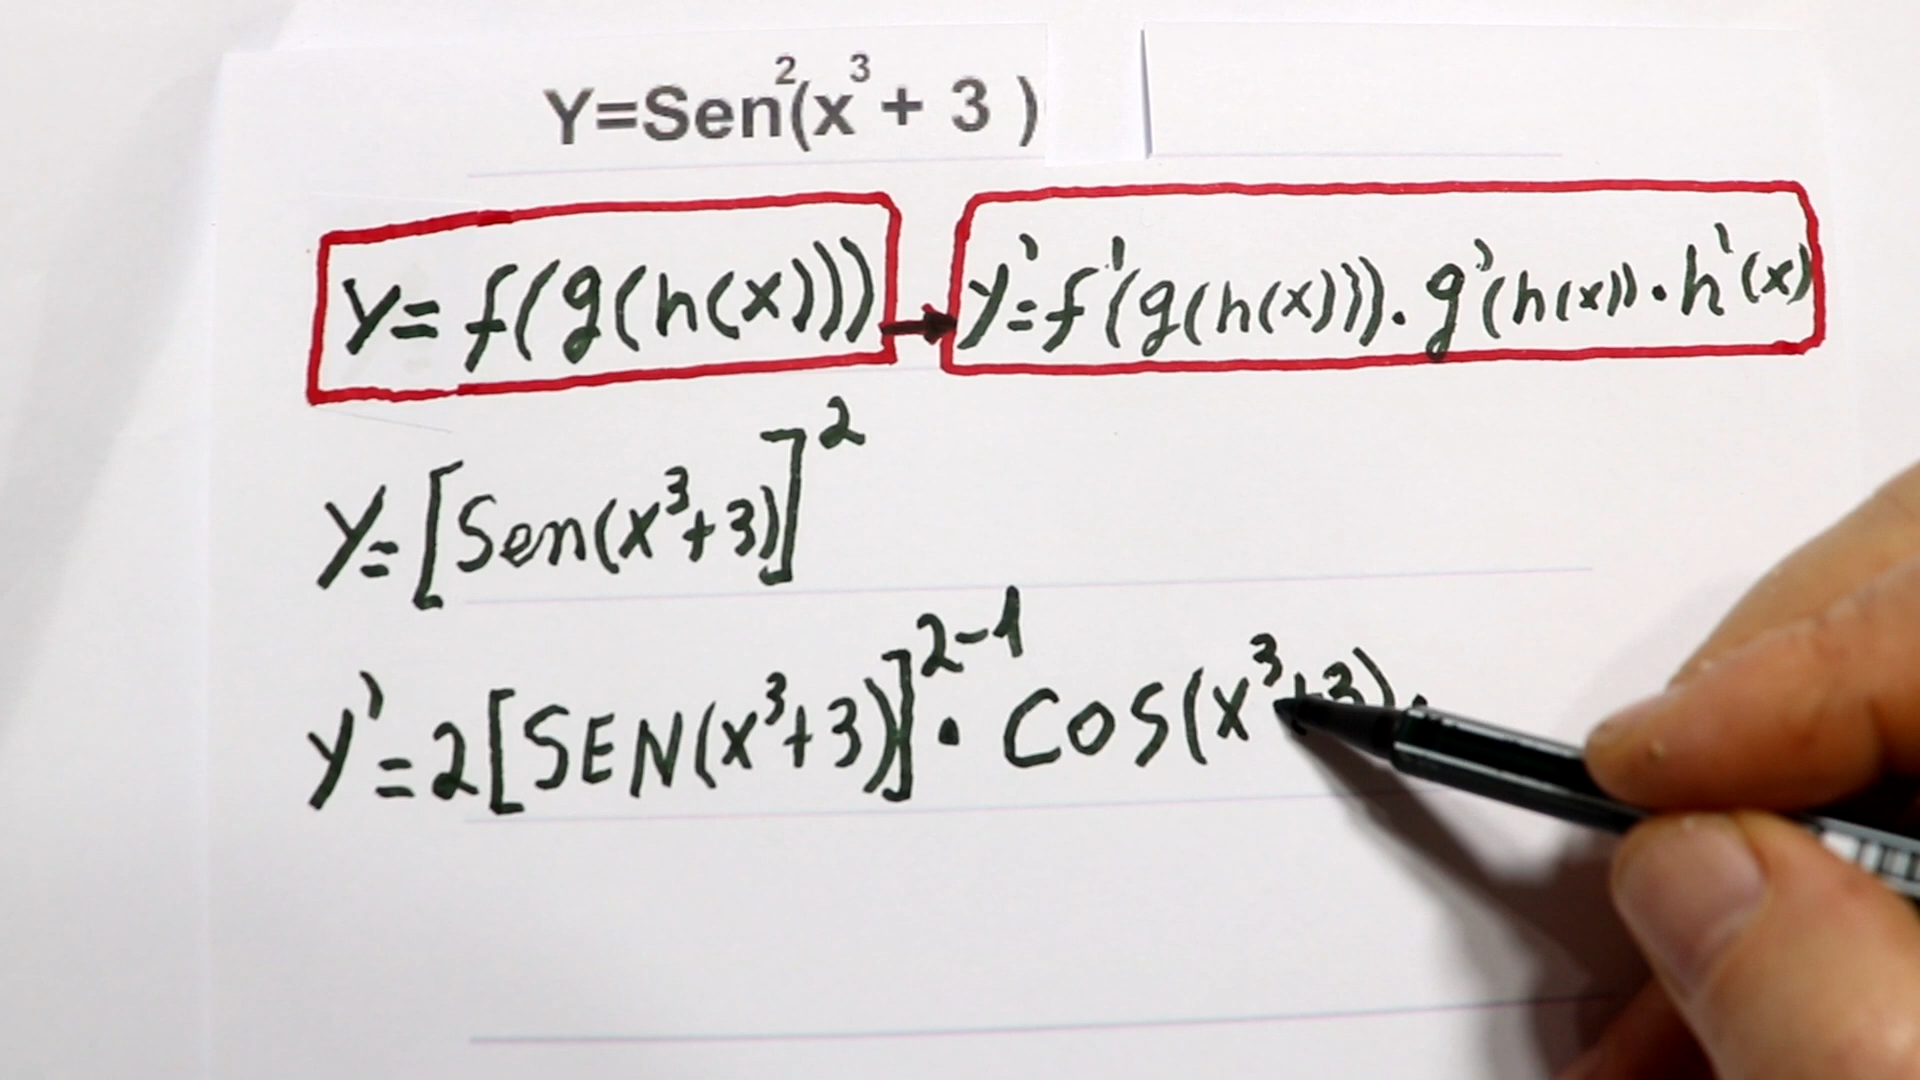 Y=Sen²(x³ + 3 )
y = f(g(h(x))) → y'=f'(g(h(x))).g'(h(x)).h'(x)
y=[Sen(x³+3)]²
y'=2[SEN(x³+3)]²⁻¹.COS(x³+3).